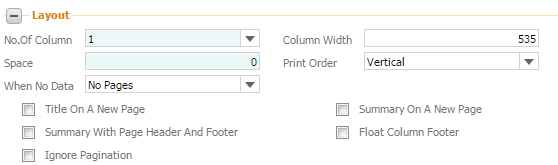 Layout
No.Of Column 1 Column Width 535
Space 0 Print Order Vertical
When No Data No Pages
Title On A New Page Summary On A New Page
Summary With Page Header And Footer Float Column Footer
Ignore Pagination